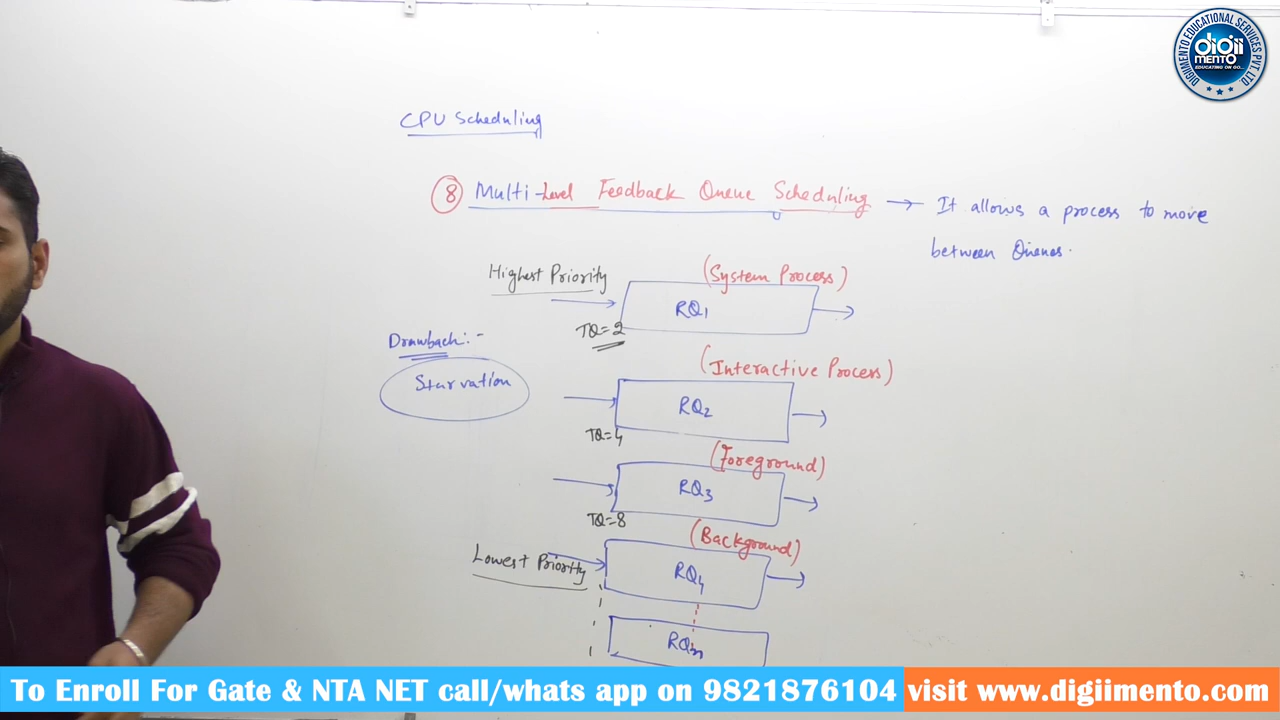 DIGIIMENTO EDUCATIONAL SERVICES PVT. LTD.
digii
MENTO
EDUCATING ON GO...
CPU Scheduling
8 Multi-Level Feedback Queue Scheduling → It allows a process to move
between Queues.
Highest Priority
(System Process)
RQ1
TQ=2
Drawback:-
Starvation
(Interactive Process)
RQ2
TQ=4
(Foreground)
RQ3
TQ=8
(Background)
Lowest Priority
RQ4
RQn
To Enroll For Gate & NTA NET call/whats app on 9821876104 visit www.digiimento.com